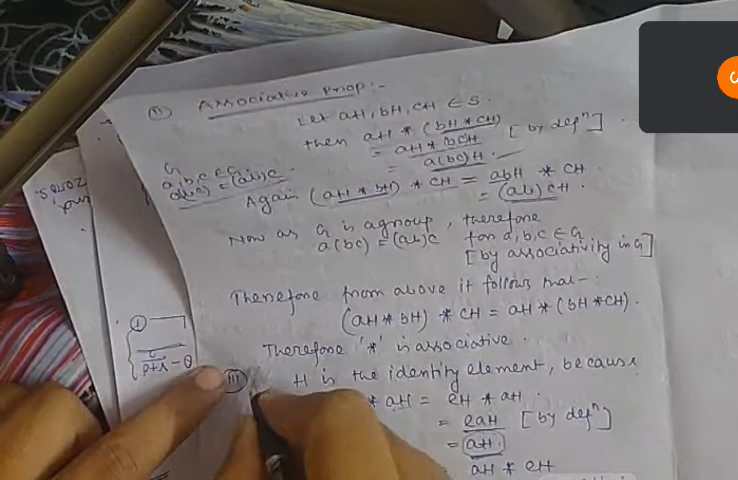 (ii) Associative Prop :-
Let aH, bH, cH ∈ S.
then aH * (bH * cH)
= aH * bcH [by defⁿ].
= a(bc)H.
G
a, b, c ∈ G
a(bc) = (ab)c
Again (aH * bH) * cH = abH * cH
= (ab)cH.
Now as G is a group, therefore
a(bc) = (ab)c for a, b, c ∈ G
[by associativity in G]
Therefore from above it follows that -
(aH * bH) * cH = aH * (bH * cH).
Therefore '*' is associative.
(iii) H is the identity element, because
* aH = eH * aH
= eaH [by defⁿ]
= aH.
= aH * eH